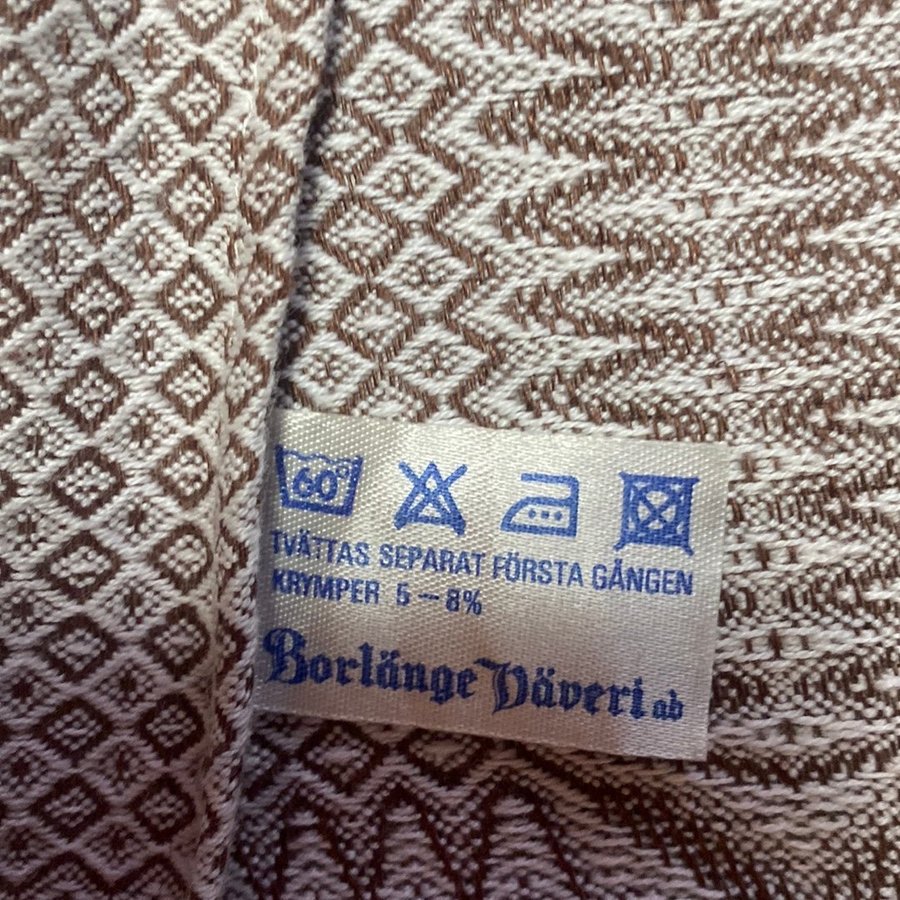 60°
TVÄTTAS SEPARAT FÖRSTA GÅNGEN
KRYMPER 5 – 8%
Borlänge Väveri ab